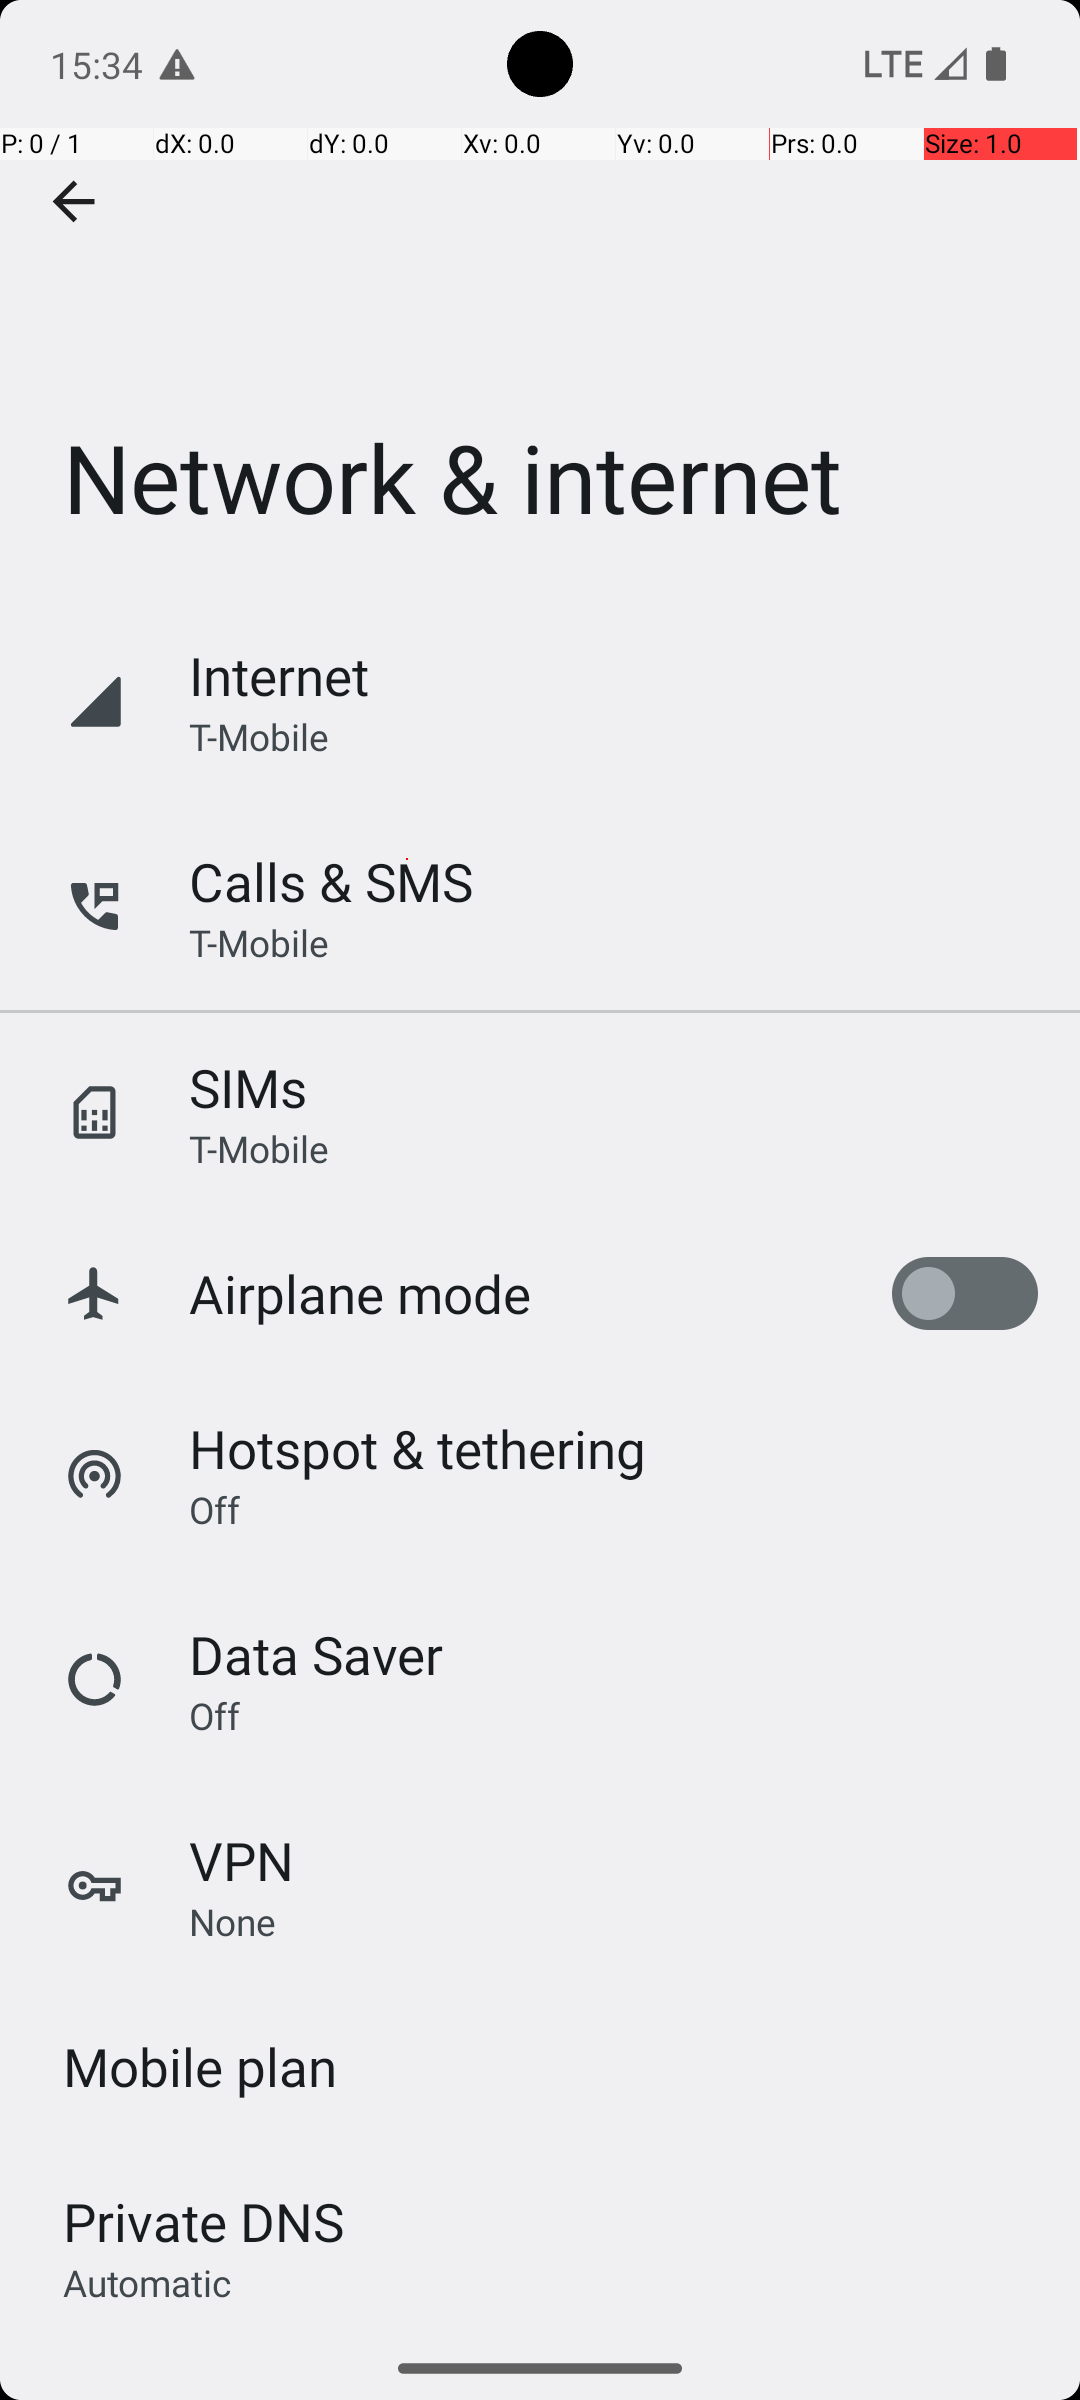 15:34
LTE
P: 0 / 1 dX: 0.0 dY: 0.0 Xv: 0.0 Yv: 0.0 Prs: 0.0 Size: 1.0
Network & internet
Internet
T-Mobile
Calls & SMS
T-Mobile
SIMs
T-Mobile
Airplane mode
Hotspot & tethering
Off
Data Saver
Off
VPN
None
Mobile plan
Private DNS
Automatic